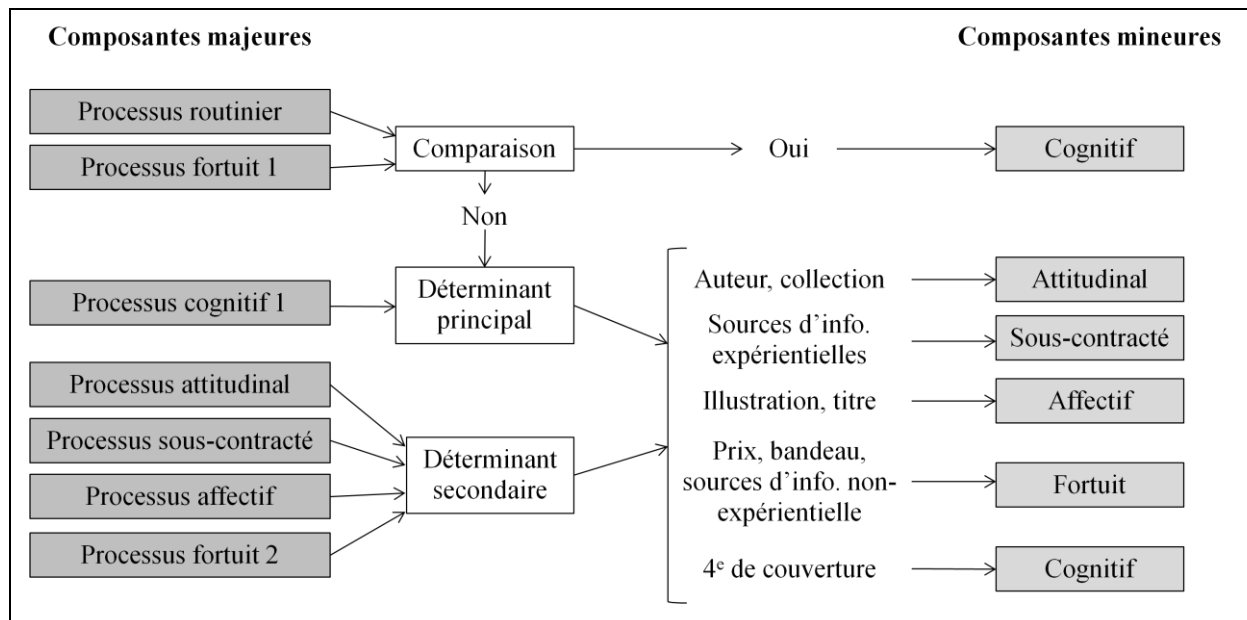 Composantes majeures
Composantes mineures
Processus routinier
Processus fortuit 1
Comparaison
Oui
Cognitif
Non
Processus cognitif 1
Déterminant
principal
Auteur, collection
Attitudinal
Sources d’info.
expérientielles
Sous-contracté
Processus attitudinal
Processus sous-contracté
Processus affectif
Processus fortuit 2
Déterminant
secondaire
Illustration, titre
Affectif
Prix, bandeau,
sources d’info. non-
expérientielle
Fortuit
4e de couverture
Cognitif